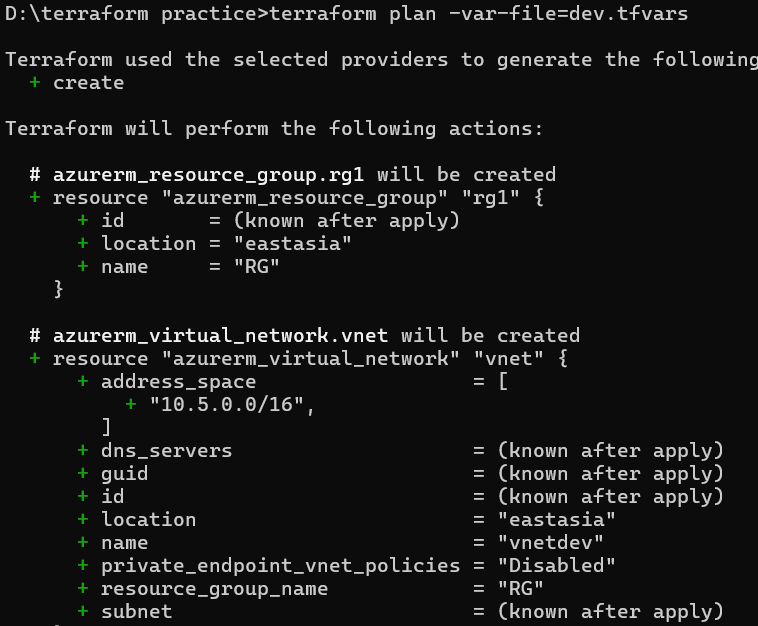 D:\terraform practice>terraform plan -var-file=dev.tfvars
Terraform used the selected providers to generate the following
+ create
Terraform will perform the following actions:
# azurerm_resource_group.rg1 will be created
+ resource "azurerm_resource_group" "rg1" {
+ id       = (known after apply)
+ location = "eastasia"
+ name     = "RG"
}
# azurerm_virtual_network.vnet will be created
+ resource "azurerm_virtual_network" "vnet" {
+ address_space                  = [
+ "10.5.0.0/16",
]
+ dns_servers                    = (known after apply)
+ guid                           = (known after apply)
+ id                             = (known after apply)
+ location                       = "eastasia"
+ name                           = "vnetdev"
+ private_endpoint_vnet_policies = "Disabled"
+ resource_group_name            = "RG"
+ subnet                         = (known after apply)